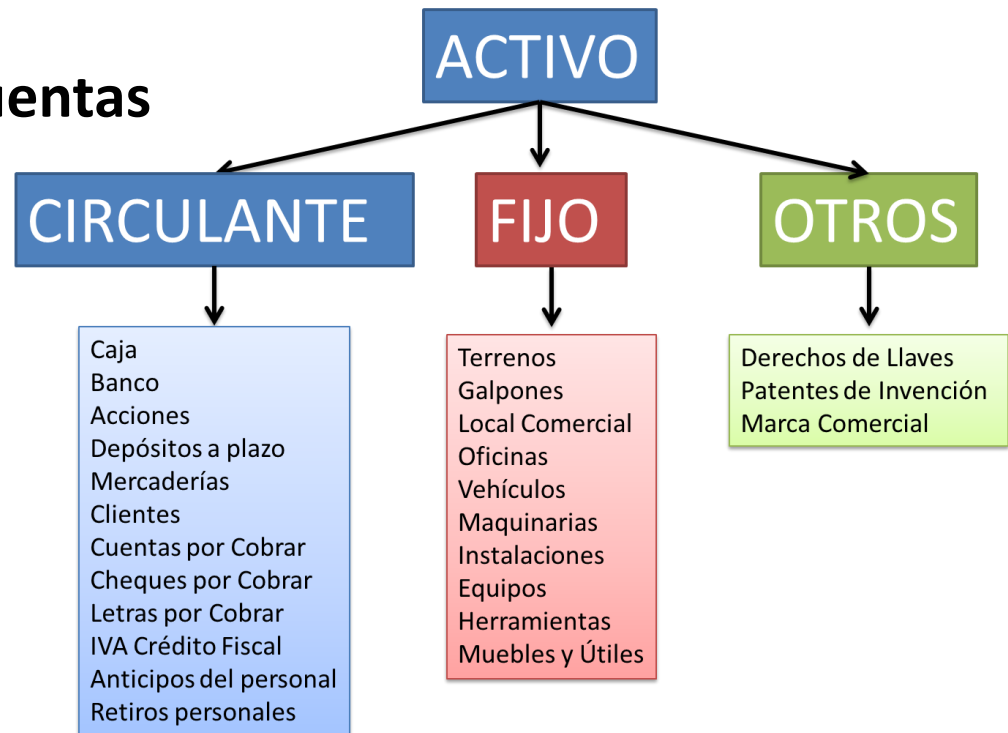 ACTIVO
uentas
CIRCULANTE
FIJO
OTROS
Caja
Banco
Acciones
Depósitos a plazo
Mercaderías
Clientes
Cuentas por Cobrar
Cheques por Cobrar
Letras por Cobrar
IVA Crédito Fiscal
Anticipos del personal
Retiros personales
Terrenos
Galpones
Local Comercial
Oficinas
Vehículos
Maquinarias
Instalaciones
Equipos
Herramientas
Muebles y Útiles
Derechos de Llaves
Patentes de Invención
Marca Comercial